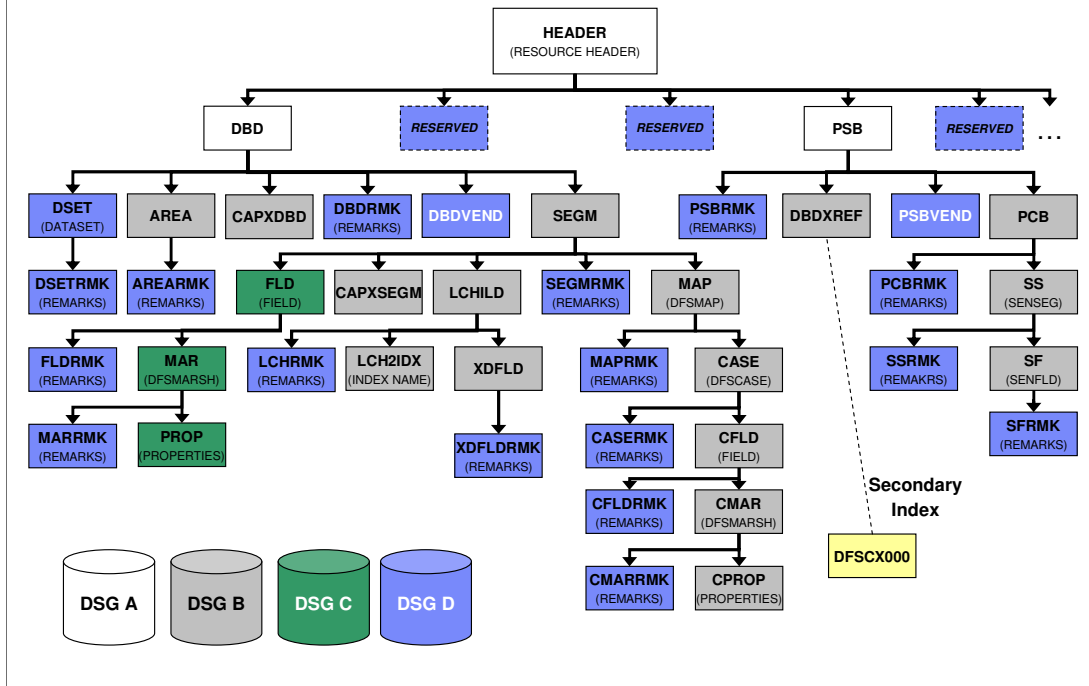 HEADER
(RESOURCE HEADER)
DBD
RESERVED
RESERVED
PSB
RESERVED
...
DSET
(DATASET)
AREA
CAPXDBD
DBDRMK
(REMARKS)
DBDVEND
SEGM
PSBRMK
(REMARKS)
DBDXREF
PSBVEND
PCB
DSETRMK
(REMARKS)
AREARMK
(REMARKS)
FLD
(FIELD)
CAPXSEGM
LCHILD
SEGMRMK
(REMARKS)
MAP
(DFSMAP)
PCBRMK
(REMARKS)
SS
(SENSEG)
FLDRMK
(REMARKS)
MAR
(DFSMARSH)
LCHRMK
(REMARKS)
LCH2IDX
(INDEX NAME)
XDFLD
MAPRMK
(REMARKS)
CASE
(DFSCASE)
SSRMK
(REMAKRS)
SF
(SENFLD)
MARRMK
(REMARKS)
PROP
(PROPERTIES)
XDFLDRMK
(REMARKS)
CASERMK
(REMARKS)
CFLD
(FIELD)
SFRMK
(REMARKS)
CFLDRMK
(REMARKS)
CMAR
(DFSMARSH)
Secondary
Index
DFSCX000
CMARRMK
(REMARKS)
CPROP
(PROPERTIES)
DSG A
DSG B
DSG C
DSG D